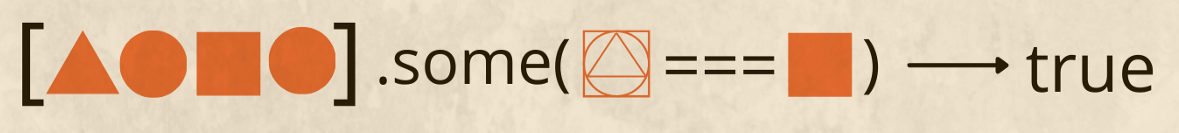 [ ] .some( === ) → true